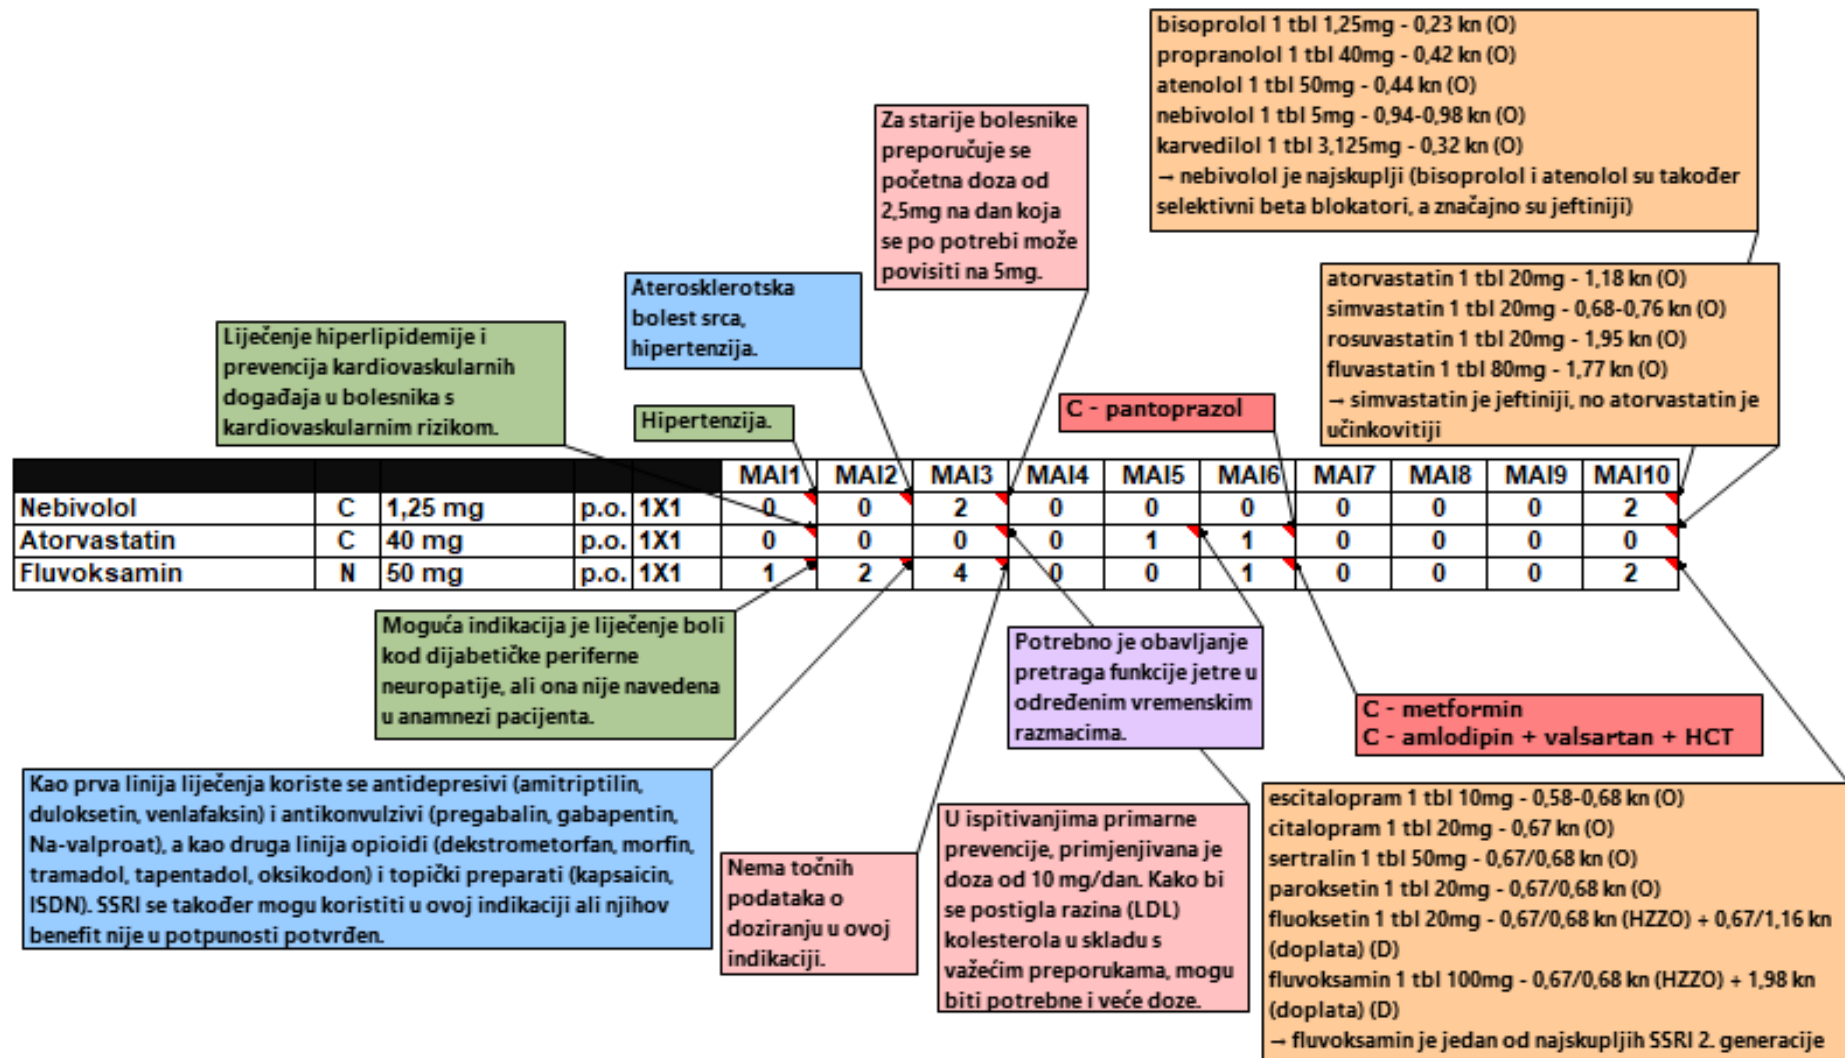 bisoprolol 1 tbl 1,25mg - 0,23 kn (O)
propranolol 1 tbl 40mg - 0,42 kn (O)
atenolol 1 tbl 50mg - 0,44 kn (O)
nebivolol 1 tbl 5mg - 0,94-0,98 kn (O)
karvedilol 1 tbl 3,125mg - 0,32 kn (O)
→ nebivolol je najskuplji (bisoprolol i atenolol su također
selektivni beta blokatori, a značajno su jeftiniji)
Za starije bolesnike
preporučuje se
početna doza od
2,5mg na dan koja
se po potrebi može
povisiti na 5mg.
Aterosklerotska
bolest srca,
hipertenzija.
atorvastatin 1 tbl 20mg - 1,18 kn (O)
simvastatin 1 tbl 20mg - 0,68-0,76 kn (O)
rosuvastatin 1 tbl 20mg - 1,95 kn (O)
fluvastatin 1 tbl 80mg - 1,77 kn (O)
→ simvastatin je jeftiniji, no atorvastatin je
učinkovitiji
Liječenje hiperlipidemije i
prevencija kardiovaskularnih
događaja u bolesnika s
kardiovaskularnim rizikom.
Hipertenzija.
C - pantoprazol
MAI1 MAI2 MAI3 MAI4 MAI5 MAI6 MAI7 MAI8 MAI9 MAI10
Nebivolol C 1,25 mg p.o. 1X1 0 0 2 0 0 0 0 0 0 2
Atorvastatin C 40 mg p.o. 1X1 0 0 0 0 1 1 0 0 0 0
Fluvoksamin N 50 mg p.o. 1X1 1 2 4 0 0 1 0 0 0 2
Moguća indikacija je liječenje boli
kod dijabetičke periferne
neuropatije, ali ona nije navedena
u anamnezi pacijenta.
Potrebno je obavljanje
pretraga funkcije jetre u
određenim vremenskim
razmacima.
C - metformin
C - amlodipin + valsartan + HCT
Kao prva linija liječenja koriste se antidepresivi (amitriptilin,
duloksetin, venlafaksin) i antikonvulzivi (pregabalin, gabapentin,
Na-valproat), a kao druga linija opioidi (dekstrometorfan, morfin,
tramadol, tapentadol, oksikodon) i topički preparati (kapsaicin,
ISDN). SSRI se također mogu koristiti u ovoj indikaciji ali njihov
benefit nije u potpunosti potvrđen.
Nema točnih
podataka o
doziranju u ovoj
indikaciji.
U ispitivanjima primarne
prevencije, primjenjivana je
doza od 10 mg/dan. Kako bi
se postigla razina (LDL)
kolesterola u skladu s
važećim preporukama, mogu
biti potrebne i veće doze.
escitalopram 1 tbl 10mg - 0,58-0,68 kn (O)
citalopram 1 tbl 20mg - 0,67 kn (O)
sertralin 1 tbl 50mg - 0,67/0,68 kn (O)
paroksetin 1 tbl 20mg - 0,67/0,68 kn (O)
fluoksetin 1 tbl 20mg - 0,67/0,68 kn (HZZO) + 0,67/1,16 kn
(doplata) (D)
fluvoksamin 1 tbl 100mg - 0,67/0,68 kn (HZZO) + 1,98 kn
(doplata) (D)
→ fluvoksamin je jedan od najskupljih SSRI 2. generacije